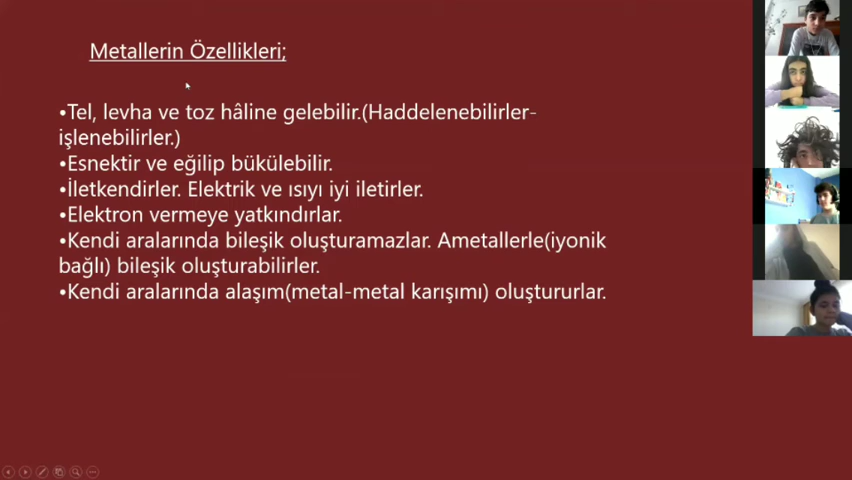 Metallerin Özellikleri;
•Tel, levha ve toz hâline gelebilir.(Haddelenebilirler-
işlenebilirler.)
•Esnektir ve eğilip bükülebilir.
•İletkendirler. Elektrik ve ısıyı iyi iletirler.
•Elektron vermeye yatkındırlar.
•Kendi aralarında bileşik oluşturamazlar. Ametallerle(iyonik
bağlı) bileşik oluşturabilirler.
•Kendi aralarında alaşım(metal-metal karışımı) oluştururlar.